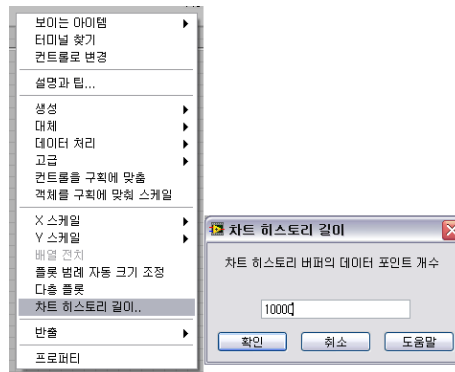 보이는 아이템
터미널 찾기
컨트롤로 변경
설명과 팁...
생성
대체
데이터 처리
고급
컨트롤을 구획에 맞춤
객체를 구획에 맞춰 스케일
X 스케일
Y 스케일
배열 전치
플롯 범례 자동 크기 조정
다층 플롯
차트 히스토리 길이..
반출
프로퍼티
차트 히스토리 길이
차트 히스토리 버퍼의 데이터 포인트 개수
10000
확인
취소
도움말